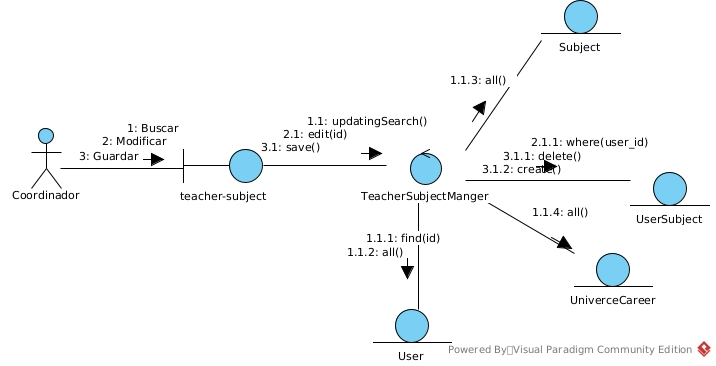 Subject
1.1.3: all()
1.1: updatingSearch()
2.1: edit(id)
3.1: save()
1: Buscar
2: Modificar
3: Guardar
2.1.1: where(user_id)
3.1.1: delete()
3.1.2: create()
Coordinador
teacher-subject
TeacherSubjectManger
UserSubject
1.1.4: all()
1.1.1: find(id)
1.1.2: all()
UniverceCareer
User
Powered By Visual Paradigm Community Edition